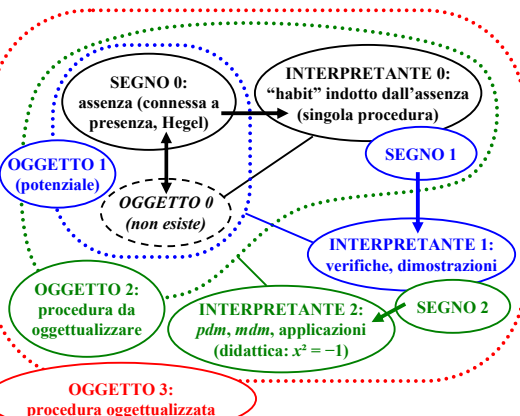 SEGNO 0:
assenza (connessa a
presenza, Hegel)
INTERPRETANTE 0:
“habit” indotto dall’assenza
(singola procedura)
SEGNO 1
OGGETTO 1
(potenziale)
OGGETTO 0
(non esiste)
INTERPRETANTE 1:
verifiche, dimostrazioni
OGGETTO 2:
procedura da
oggettualizzare
INTERPRETANTE 2:
pdm, mdm, applicazioni
(didattica: x² = −1)
SEGNO 2
OGGETTO 3:
procedura oggettualizzata